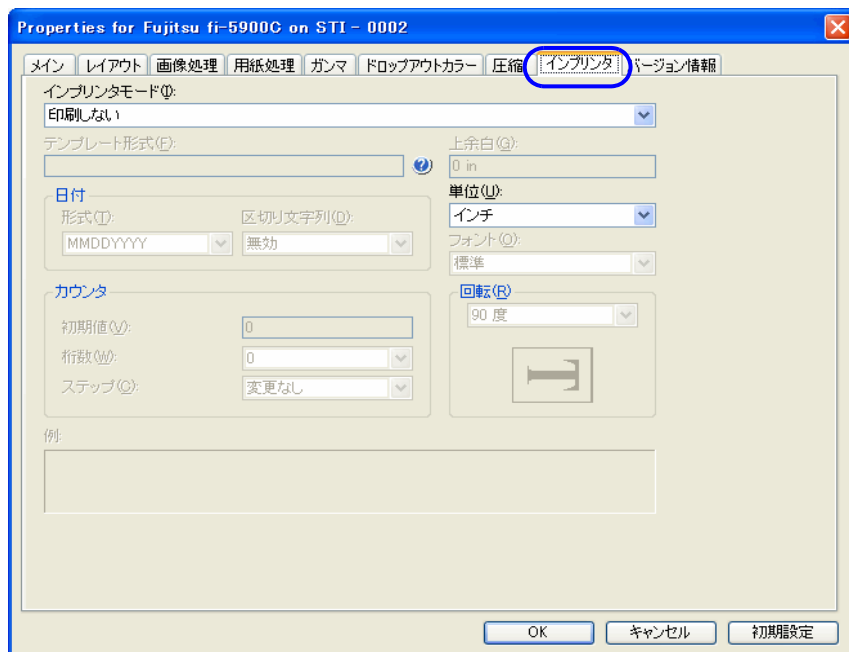 Properties for Fujitsu fi-5900C on STI - 0002
メイン レイアウト 画像処理 用紙処理 ガンマ ドロップアウトカラー 圧縮 インプリンタ バージョン情報
インプリンタモード(I):
印刷しない
テンプレート形式(F): 上余白(G):
0 in
日付 単位(U):
形式(T): 区切り文字列(D): インチ
MMDDYYYY 無効 フォント(O):
標準
カウンタ 回転(R)
初期値(V): 0 90 度
桁数(W): 0
ステップ(C): 変更なし
例:
OK キャンセル 初期設定